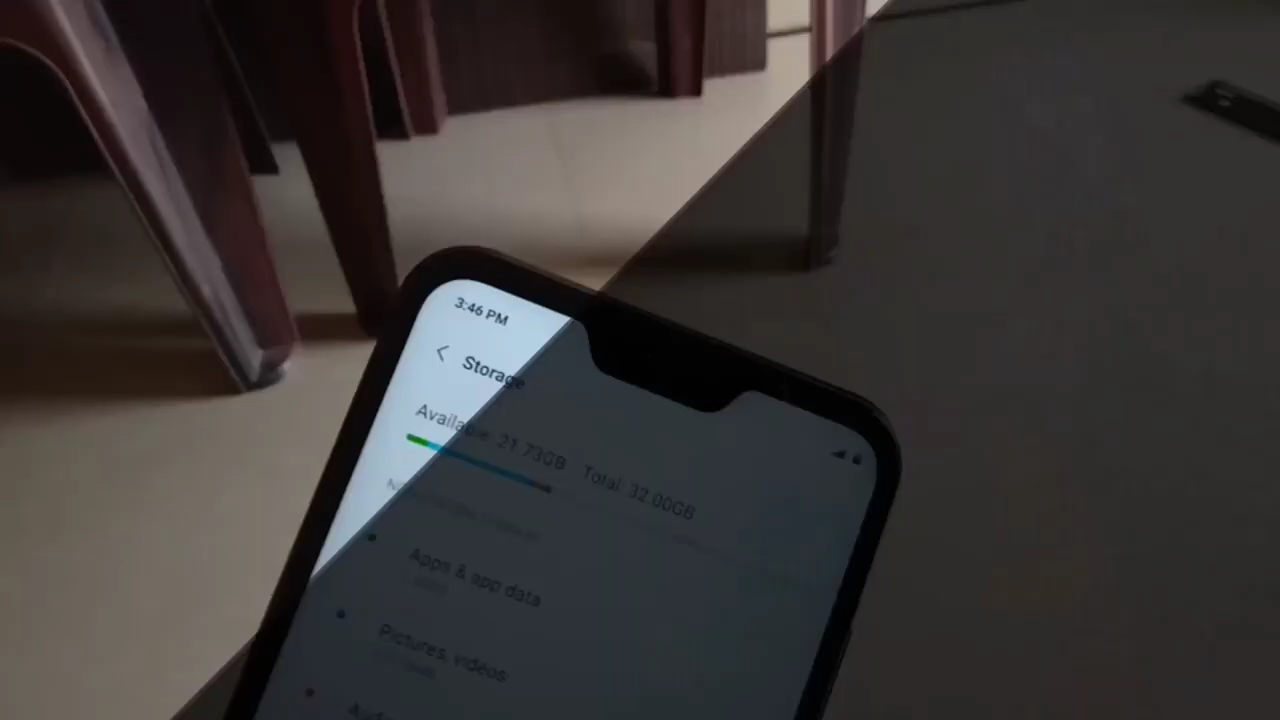 3:46 PM
Storage
Available: 21.73GB Total: 32.00GB
Apps & app data
Pictures, videos